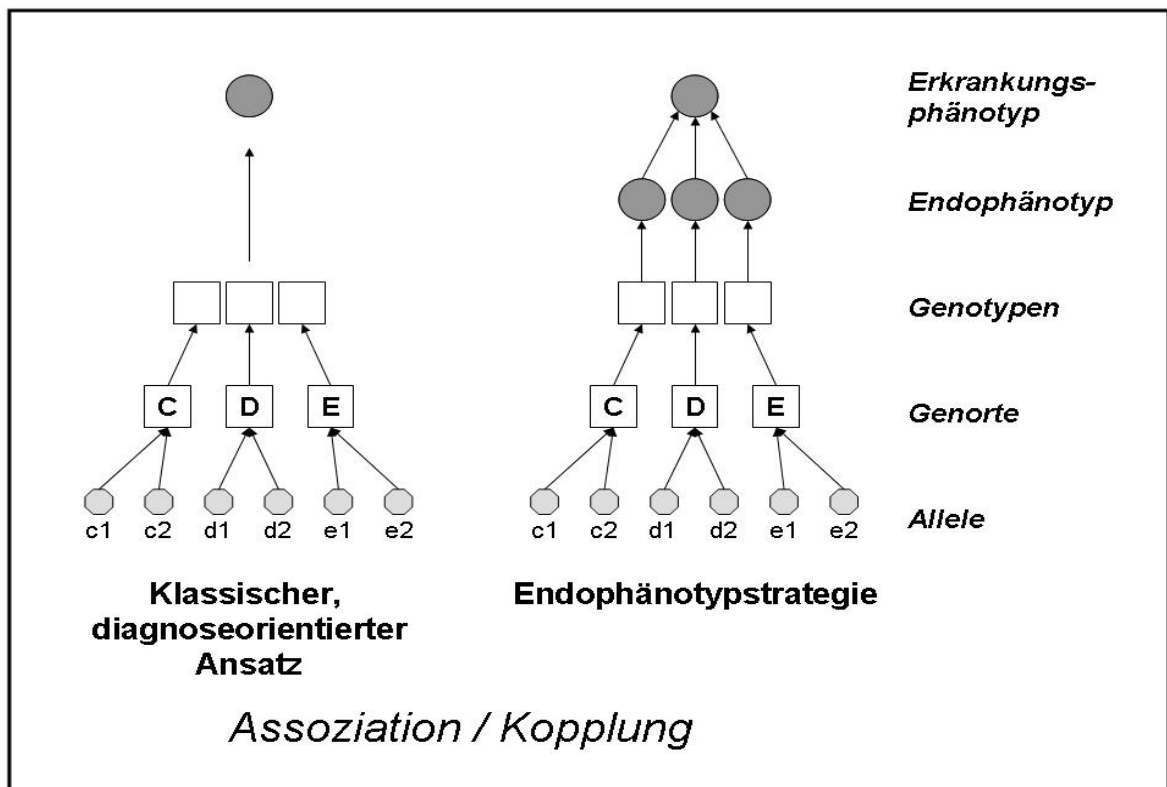 Erkrankungs-
phänotyp
Endophänotyp
Genotypen
C D E C D E
Genorte
c1 c2 d1 d2 e1 e2 c1 c2 d1 d2 e1 e2
Allele
Klassischer,
diagnoseorientierter
Ansatz
Endophänotypstrategie
Assoziation / Kopplung